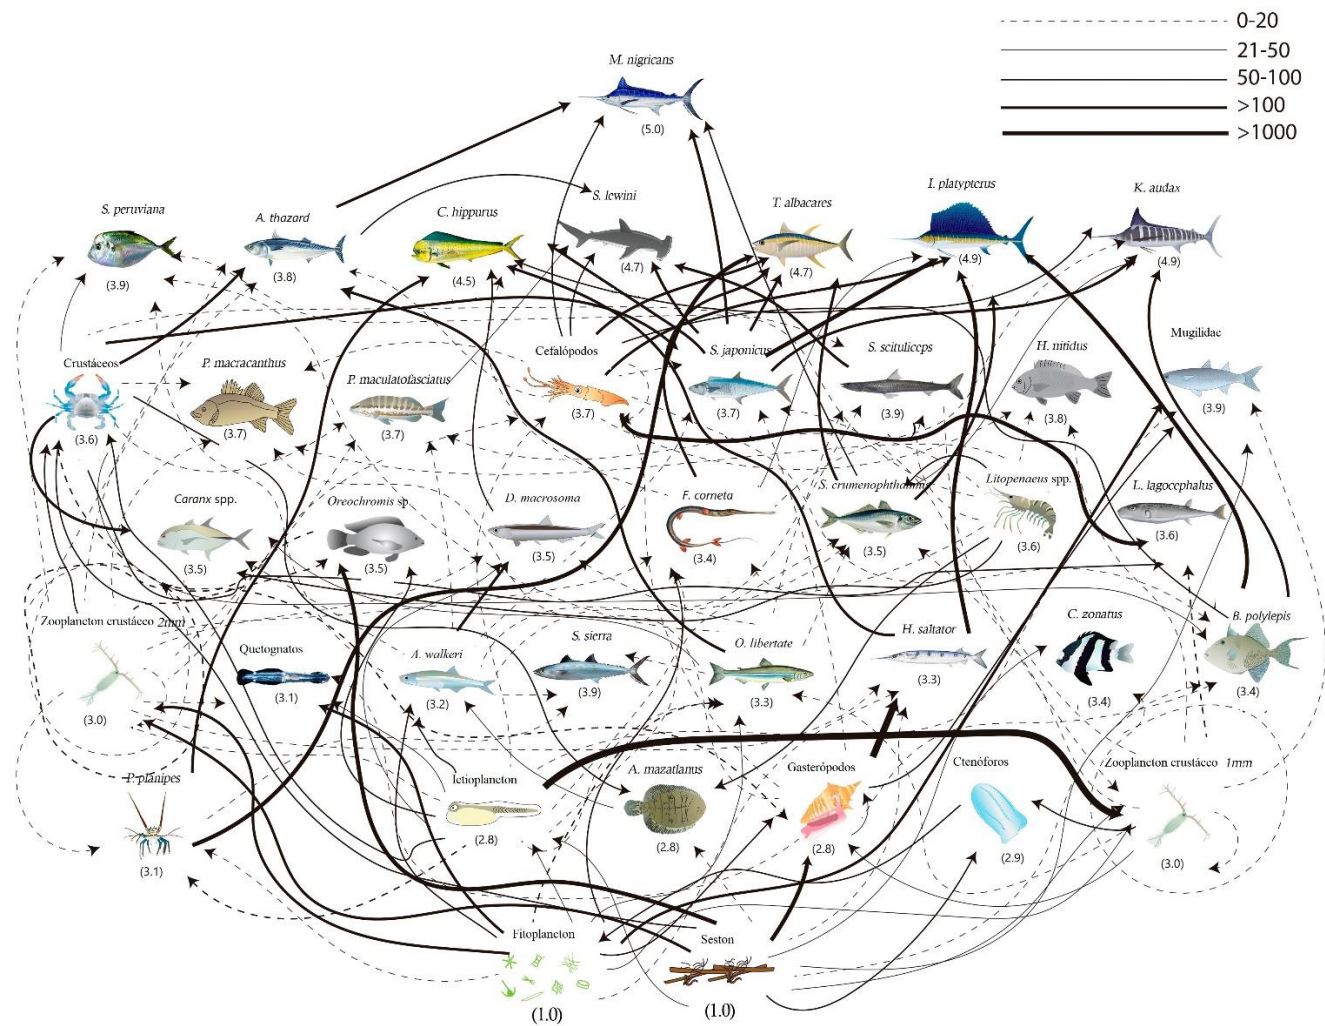 0-20
21-50
50-100
>100
>1000
M. nigricans
(5.0)
S. peruviana
(3.9)
A. thazard
(3.8)
C. hippurus
(4.5)
S. lewini
(4.7)
T. albacares
(4.7)
I. platypterus
(4.9)
K. audax
(4.9)
Crustáceos
(3.6)
P. macracanthus
(3.7)
P. maculatofasciatus
(3.7)
Cefalópodos
(3.7)
S. japonicus
(3.7)
S. scituliceps
(3.9)
H. nitidus
(3.8)
Mugilidae
(3.9)
Caranx spp.
(3.5)
Oreochromis sp.
(3.5)
D. macrosoma
(3.5)
F. corneta
(3.4)
S. crumenophthalmus
(3.5)
Litopenaeus spp.
(3.6)
L. lagocephalus
(3.6)
Zooplancton crustáceo 2mm
(3.0)
Quetognatos
(3.1)
A. walkeri
(3.2)
S. sierra
(3.9)
O. libertate
(3.3)
H. saltator
(3.3)
C. zonatus
(3.4)
B. polylepis
(3.4)
P. planipes
(3.1)
Ictioplancton
(2.8)
A. mazatlanus
(2.8)
Gasterópodos
(2.8)
Ctenóforos
(2.9)
Zooplancton crustáceo 1mm
(3.0)
Fitoplancton
(1.0)
Seston
(1.0)